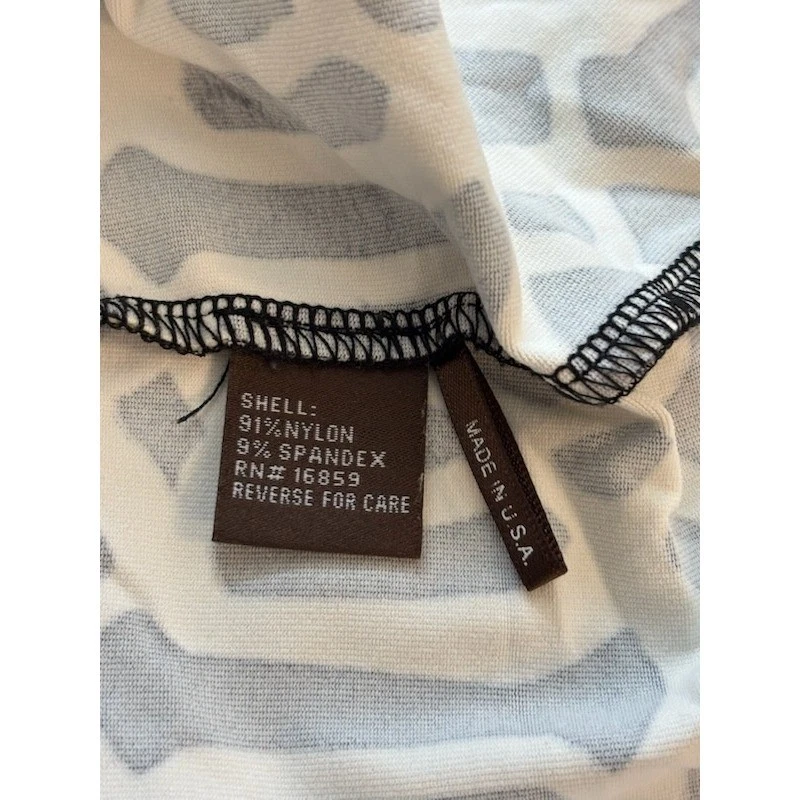 SHELL:
91%NYLON
9% SPANDEX
RN# 16859
REVERSE FOR CARE
MADE IN U.S.A.